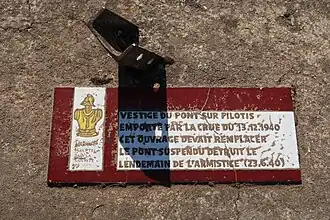 VESTIGE DU PONT SUR PILOTIS
EMPORTÉ PAR LA CRUE DU 13.12.1940
CET OUVRAGE DEVAIT REMPLACER
LE PONT SUSPENDU DÉTRUIT LE
LENDEMAIN DE L'ARMISTICE (23.6.40)